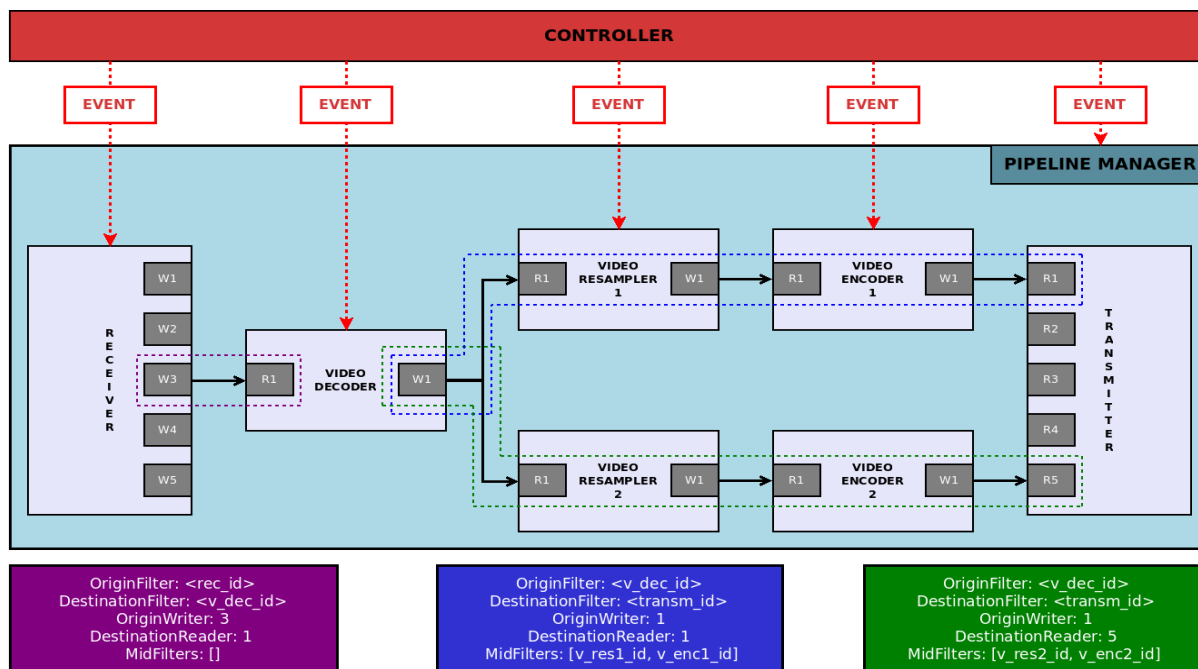 CONTROLLER
EVENT
EVENT
EVENT
EVENT
EVENT
PIPELINE MANAGER
RECEIVER
W1
W2
W3
W4
W5
R1
VIDEO
DECODER
W1
R1
VIDEO
RESAMPLER
1
W1
R1
VIDEO
ENCODER
1
W1
R1
VIDEO
RESAMPLER
2
W1
R1
VIDEO
ENCODER
2
W1
R1
R2
R3
R4
R5
TRANSMITTER
OriginFilter: <rec_id>
DestinationFilter: <v_dec_id>
OriginWriter: 3
DestinationReader: 1
MidFilters: []
OriginFilter: <v_dec_id>
DestinationFilter: <transm_id>
OriginWriter: 1
DestinationReader: 1
MidFilters: [v_res1_id, v_enc1_id]
OriginFilter: <v_dec_id>
DestinationFilter: <transm_id>
OriginWriter: 1
DestinationReader: 5
MidFilters: [v_res2_id, v_enc2_id]